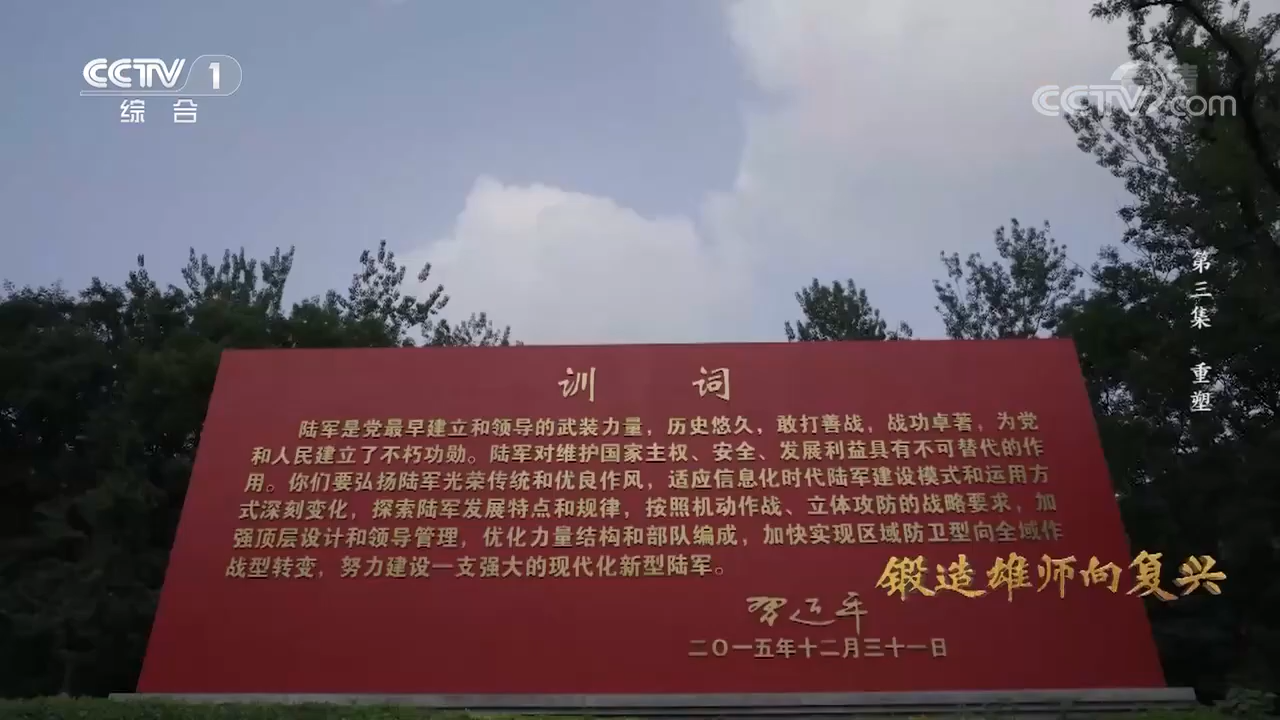 CCTV 1
综合
CCTV.com
第三集 重塑
训 词
陆军是党最早建立和领导的武装力量，历史悠久，敢打善战，战功卓著，为党
和人民建立了不朽功勋。陆军对维护国家主权、安全、发展利益具有不可替代的作
用。你们要弘扬陆军光荣传统和优良作风，适应信息化时代陆军建设模式和运用方
式深刻变化，探索陆军发展特点和规律，按照机动作战、立体攻防的战略要求，加
强顶层设计和领导管理，优化力量结构和部队编成，加快实现区域防卫型向全域作
战型转变，努力建设一支强大的现代化新型陆军。
锻造雄师向复兴
习近平
二〇一五年十二月三十一日